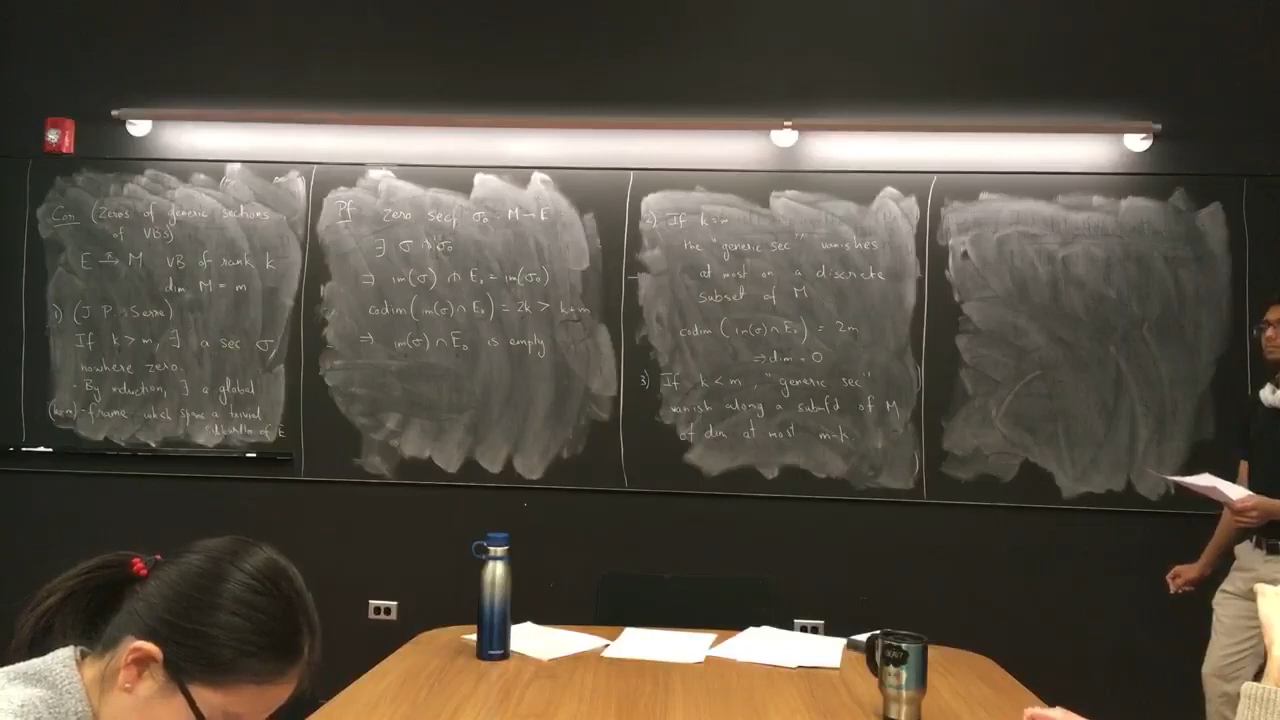 Cor (Zeros of generic sections
of VBs)
E →π M VB of rank k
dim M = m
1) (J P. Serre)
If k > m, ∃ a sec σ
nowhere zero.
- By induction, ∃ a global
(k-m)-frame, which spans a trivial
subbundle of E
Pf Zero secf σ₀ : M → E
∃ σ ⋔ σ₀
⇒ im(σ) ⋔ E₀ = im(σ₀)
codim(im(σ) ∩ E₀) = 2k > k+m
⇒ im(σ) ∩ E₀ is empty
2) If k = m
the "generic sec" vanishes
at most on a discrete
subset of M
codim (im(σ) ∩ E₀) = 2m
⇒ dim = 0
3) If k < m, "generic sec"
vanish along a submfd of M
of dim at most m-k.